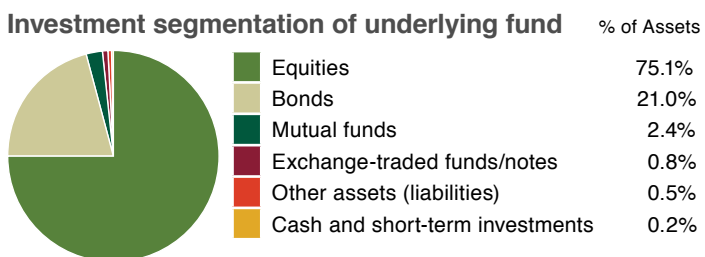 Investment segmentation of underlying fund % of Assets
Equities 75.1%
Bonds 21.0%
Mutual funds 2.4%
Exchange-traded funds/notes 0.8%
Other assets (liabilities) 0.5%
Cash and short-term investments 0.2%